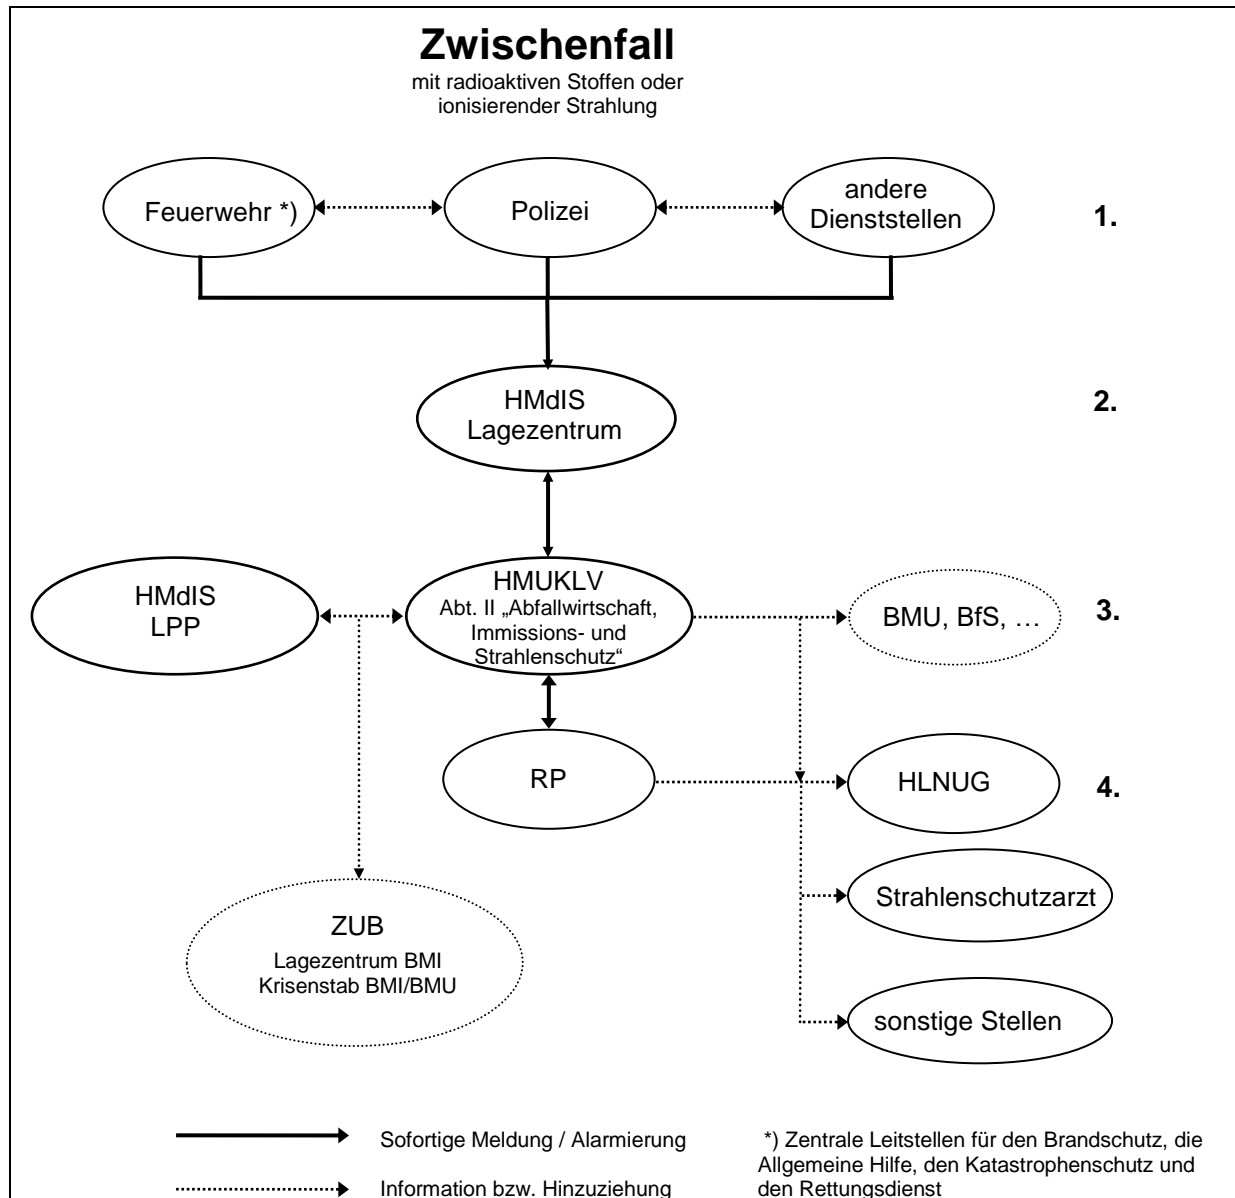 Zwischenfall
mit radioaktiven Stoffen oder
ionisierender Strahlung
Feuerwehr *)
Polizei
andere
Dienststellen
1.
HMdIS
Lagezentrum
2.
HMdIS
LPP
HMUKLV
Abt. II „Abfallwirtschaft,
Immissions- und
Strahlenschutz“
BMU, BfS, …
3.
RP
HLNUG
4.
Strahlenschutzarzt
ZUB
Lagezentrum BMI
Krisenstab BMI/BMU
sonstige Stellen
Sofortige Meldung / Alarmierung
Information bzw. Hinzuziehung
*) Zentrale Leitstellen für den Brandschutz, die
Allgemeine Hilfe, den Katastrophenschutz und
den Rettungsdienst